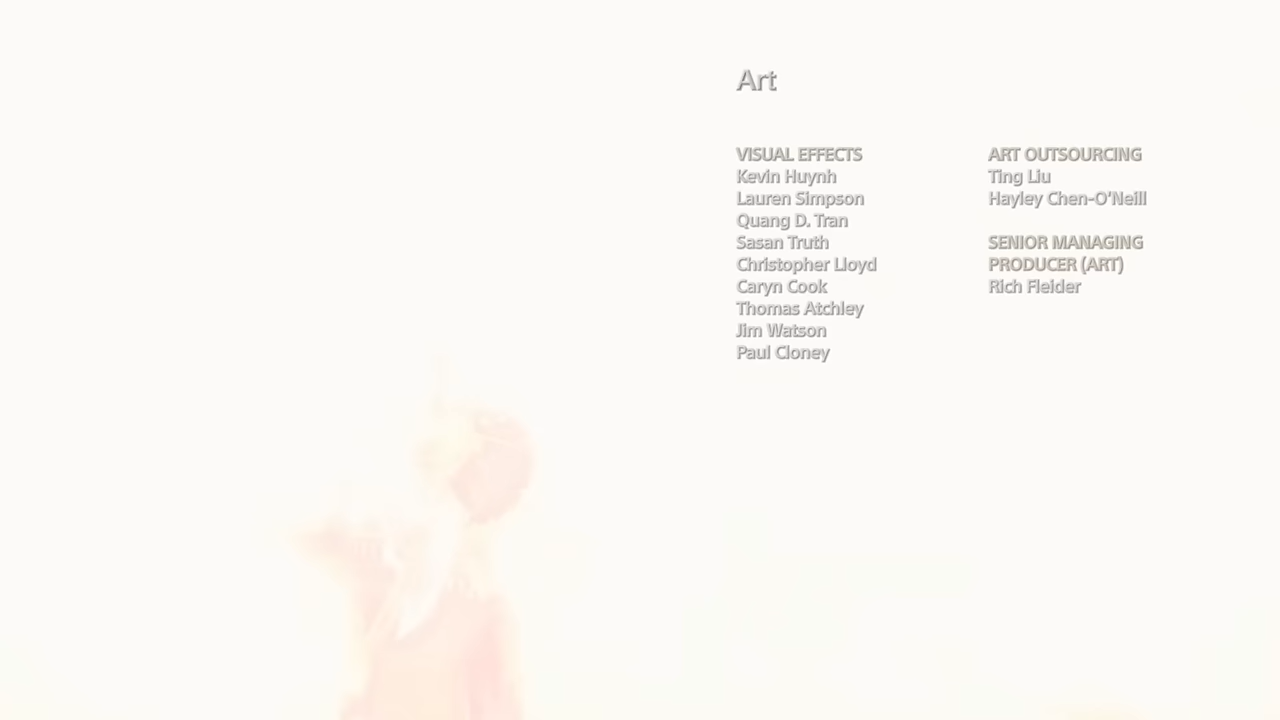 Art
VISUAL EFFECTS
Kevin Huynh
Lauren Simpson
Quang D. Tran
Sasan Truth
Christopher Lloyd
Caryn Cook
Thomas Atchley
Jim Watson
Paul Cloney
ART OUTSOURCING
Ting Liu
Hayley Chen-O'Neill
SENIOR MANAGING
PRODUCER (ART)
Rich Fleider